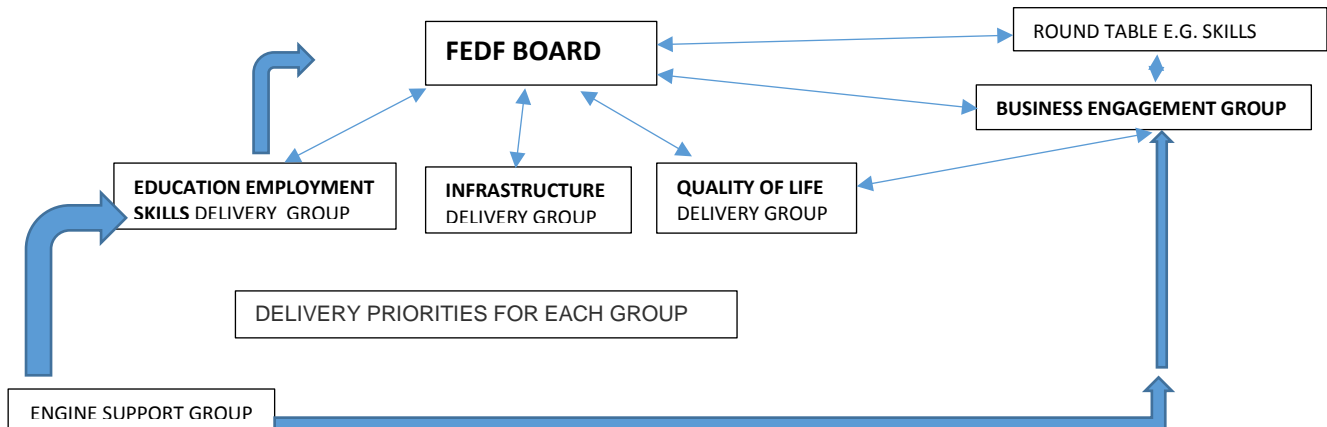 FEDF BOARD
ROUND TABLE E.G. SKILLS
BUSINESS ENGAGEMENT GROUP
EDUCATION EMPLOYMENT
SKILLS DELIVERY GROUP
INFRASTRUCTURE
DELIVERY GROUP
QUALITY OF LIFE
DELIVERY GROUP
DELIVERY PRIORITIES FOR EACH GROUP
ENGINE SUPPORT GROUP